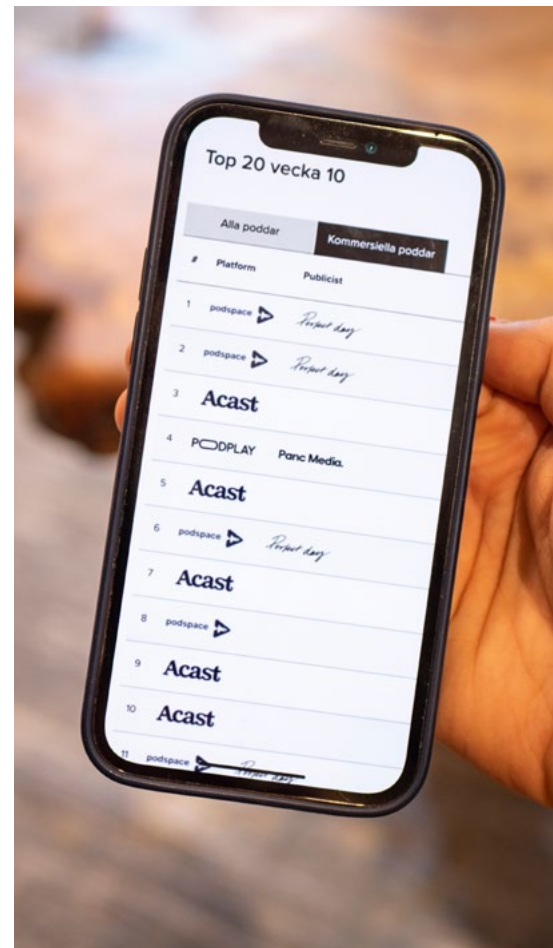 Top 20 vecka 10
Alla poddar Kommersiella poddar
# Platform Publicist
1 podspace Perfect day
2 podspace Perfect day
3 Acast
4 PODPLAY Panc Media.
5 Acast
6 podspace Perfect day
7 Acast
8 podspace
9 Acast
10 Acast
11 podspace Perfect day